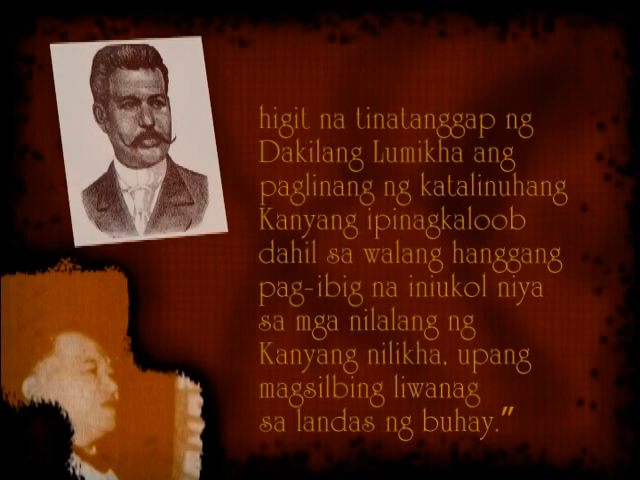 higit na tinatanggap ng
Dakilang Lumikha ang
paglinang ng katalinuhang
Kanyang ipinagkaloob
dahil sa walang hanggang
pag-ibig na iniukol niya
sa mga nilalang ng
Kanyang nilikha, upang
magsilbing liwanag
sa landas ng buhay."